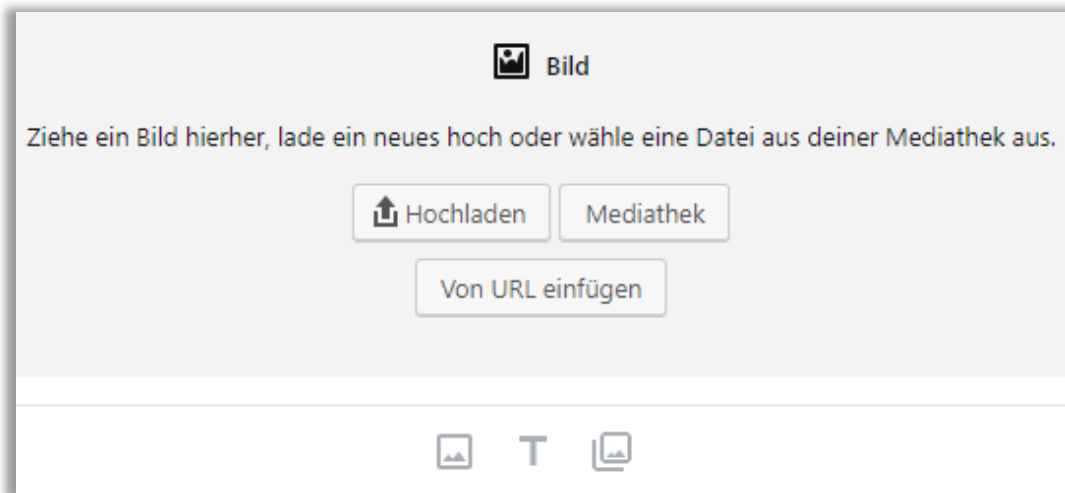 Bild
Ziehe ein Bild hierher, lade ein neues hoch oder wähle eine Datei aus deiner Mediathek aus.
Hochladen Mediathek
Von URL einfügen
T